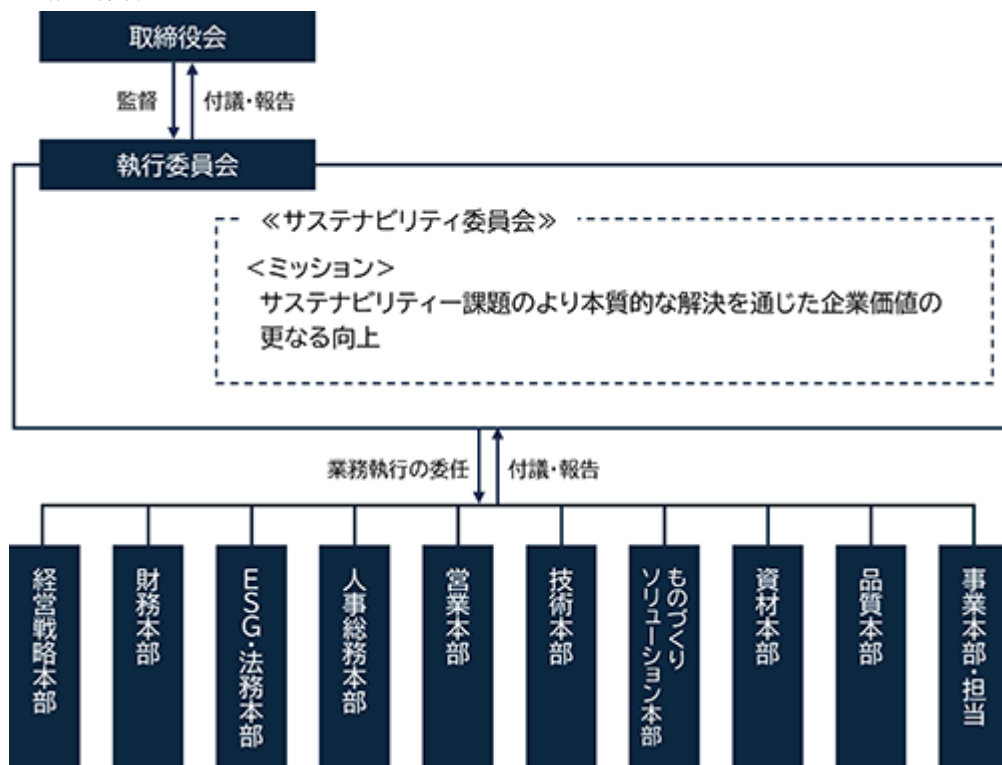 取締役会
監督
付議・報告
執行委員会
≪サステナビリティ委員会≫
＜ミッション＞
サステナビリティー課題のより本質的な解決を通じた企業価値の
更なる向上
業務執行の委任
付議・報告
経営戦略本部
財務本部
ESG・法務本部
人事総務本部
営業本部
技術本部
ものづくり
ソリューション本部
資材本部
品質本部
事業本部・担当